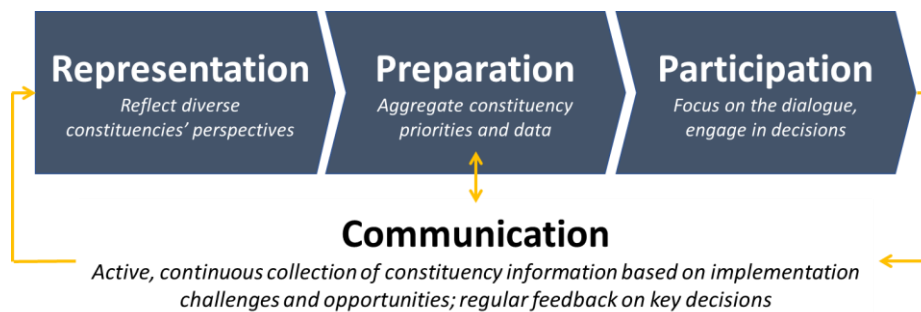 Representation
Reflect diverse
constituencies' perspectives
Preparation
Aggregate constituency
priorities and data
Participation
Focus on the dialogue,
engage in decisions
Communication
Active, continuous collection of constituency information based on implementation
challenges and opportunities; regular feedback on key decisions